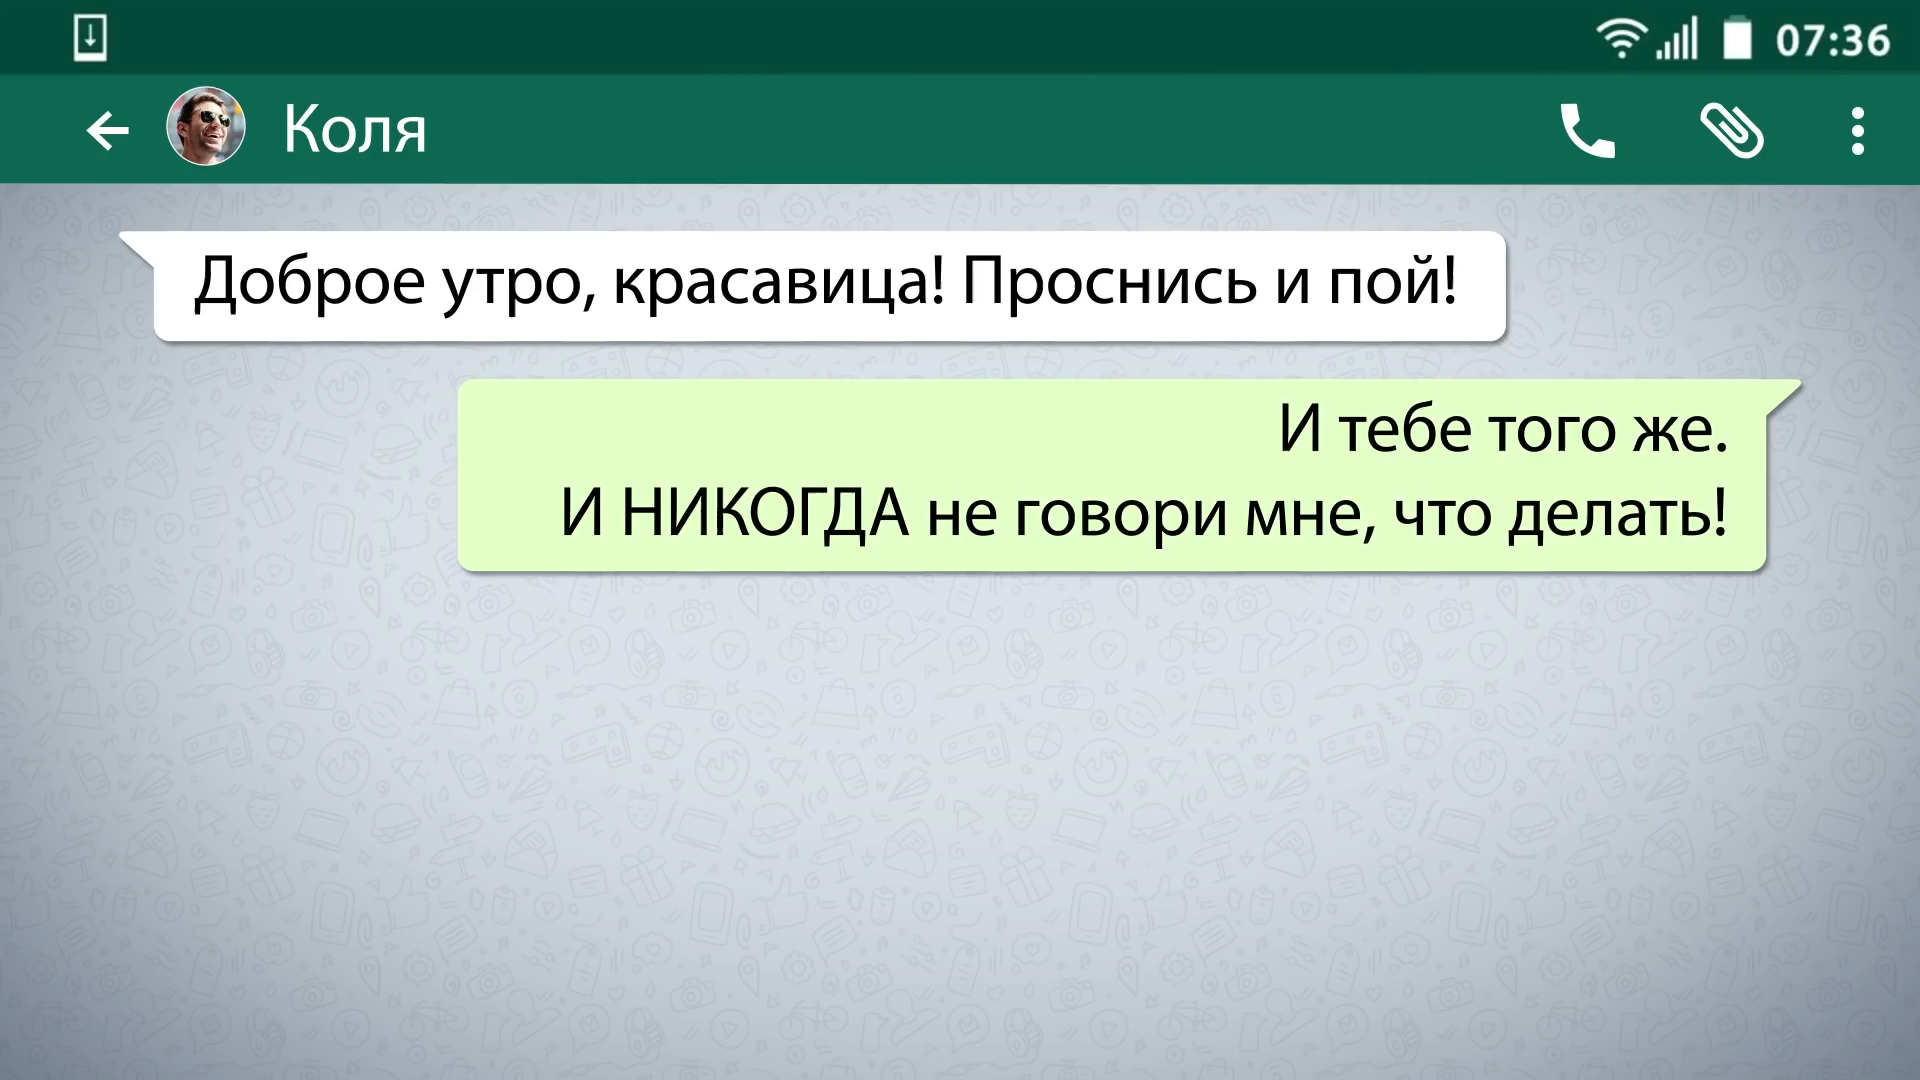 07:36
Коля
Доброе утро, красавица! Проснись и пой!
И тебе того же.
И НИКОГДА не говори мне, что делать!